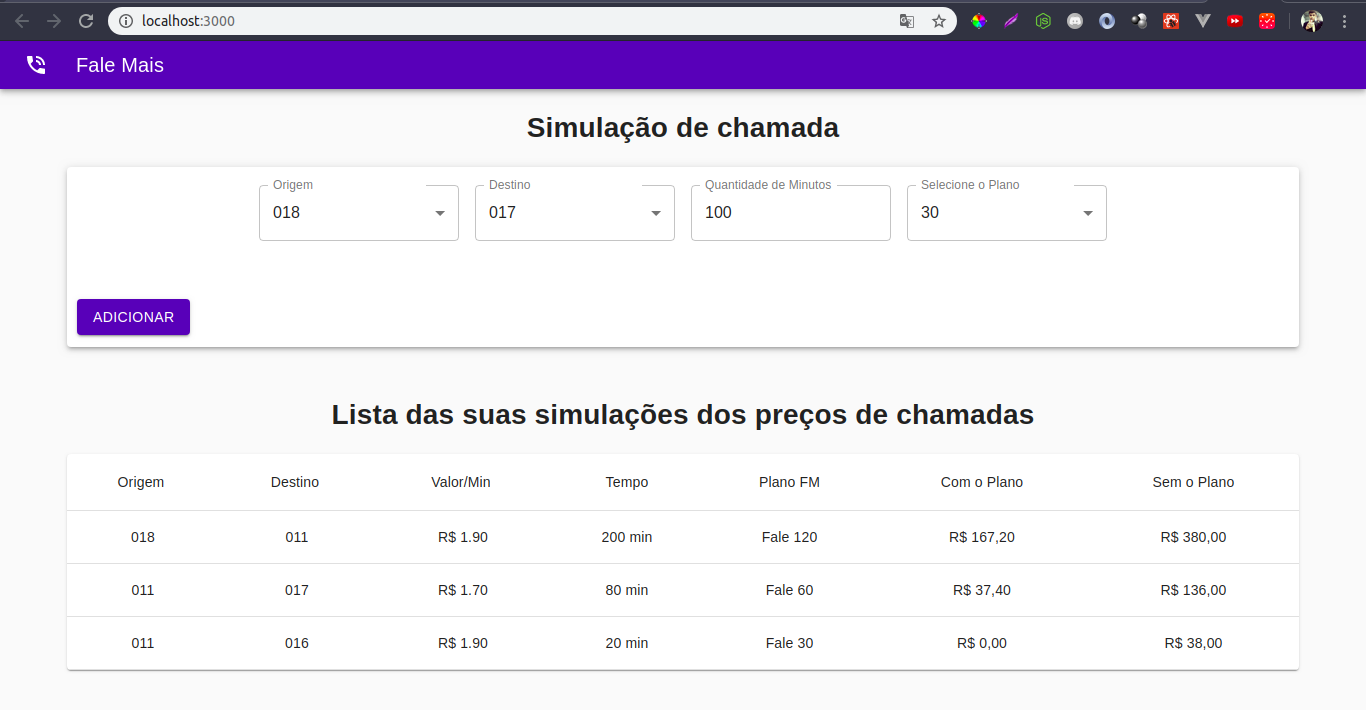 localhost:3000
Fale Mais
Simulação de chamada
Origem Destino Quantidade de Minutos Selecione o Plano
018 017 100 30
ADICIONAR
Lista das suas simulações dos preços de chamadas
Origem Destino Valor/Min Tempo Plano FM Com o Plano Sem o Plano
018 011 R$ 1.90 200 min Fale 120 R$ 167,20 R$ 380,00
011 017 R$ 1.70 80 min Fale 60 R$ 37,40 R$ 136,00
011 016 R$ 1.90 20 min Fale 30 R$ 0,00 R$ 38,00